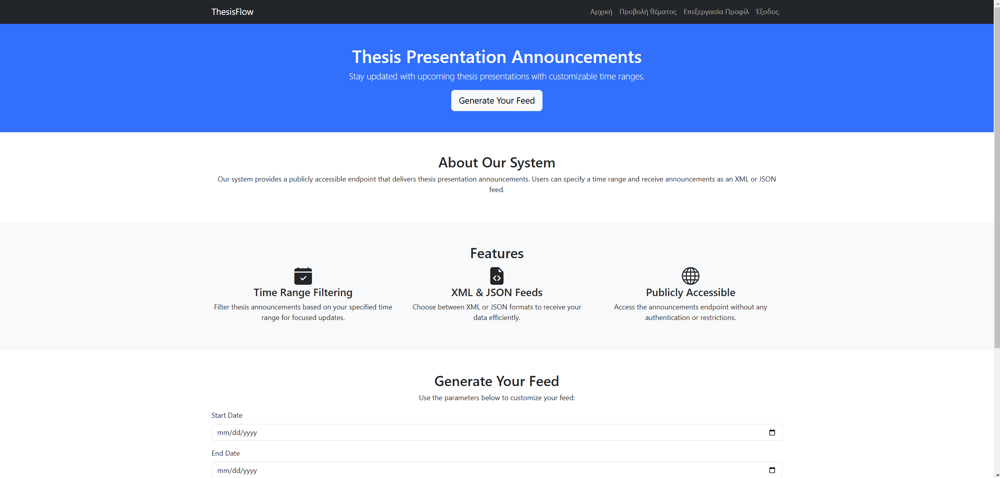 ThesisFlow
Αρχική Προβολή θέματος Επεξεργασία Προφίλ Έξοδος
Thesis Presentation Announcements
Stay updated with upcoming thesis presentations with customizable time ranges.
Generate Your Feed
About Our System
Our system provides a publicly accessible endpoint that delivers thesis presentation announcements. Users can specify a time range and receive announcements as an XML or JSON
feed.
Features
Time Range Filtering
Filter thesis announcements based on your specified time
range for focused updates.
XML & JSON Feeds
Choose between XML or JSON formats to receive your
data efficiently.
Publicly Accessible
Access the announcements endpoint without any
authentication or restrictions.
Generate Your Feed
Use the parameters below to customize your feed:
Start Date
mm/dd/yyyy
End Date
mm/dd/yyyy